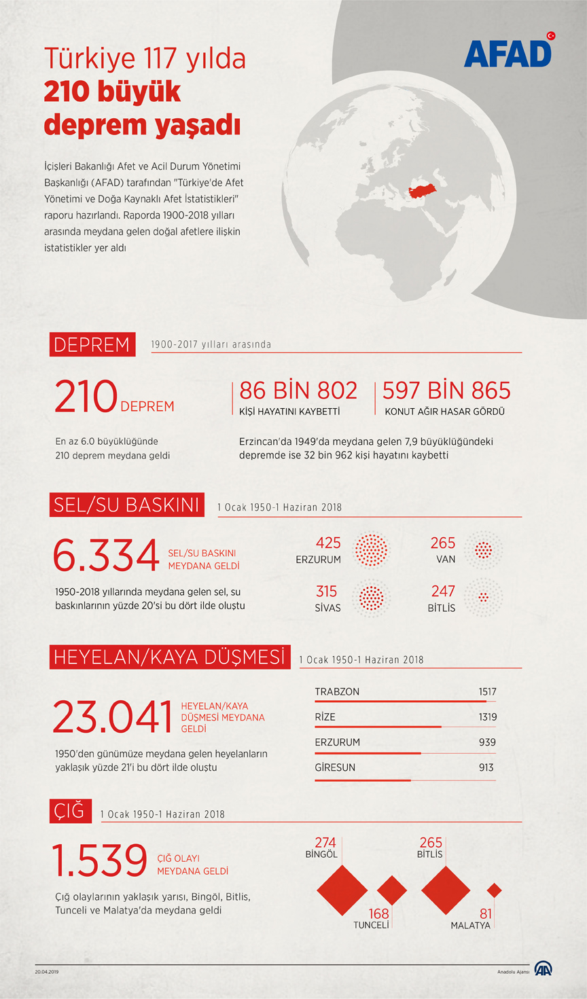 AFAD
Türkiye 117 yılda
210 büyük
deprem yaşadı
İçişleri Bakanlığı Afet ve Acil Durum Yönetimi
Başkanlığı (AFAD) tarafından "Türkiye'de Afet
Yönetimi ve Doğa Kaynaklı Afet İstatistikleri"
raporu hazırlandı. Raporda 1900-2018 yılları
arasında meydana gelen doğal afetlere ilişkin
istatistikler yer aldı
DEPREM
1900-2017 yılları arasında
210 DEPREM
En az 6.0 büyüklüğünde
210 deprem meydana geldi
86 BİN 802
KİŞİ HAYATINI KAYBETTİ
597 BİN 865
KONUT AĞIR HASAR GÖRDÜ
Erzincan'da 1949'da meydana gelen 7,9 büyüklüğündeki
depremde ise 32 bin 962 kişi hayatını kaybetti
SEL/SU BASKINI
1 Ocak 1950-1 Haziran 2018
6.334
SEL/SU BASKINI
MEYDANA GELDİ
1950-2018 yıllarında meydana gelen sel, su
baskınlarının yüzde 20'si bu dört ilde oluştu
425
ERZURUM
265
VAN
315
SİVAS
247
BİTLİS
HEYELAN/KAYA DÜŞMESİ
1 Ocak 1950-1 Haziran 2018
23.041
HEYELAN/KAYA
DÜŞMESİ MEYDANA
GELDİ
1950'den günümüze meydana gelen heyelanların
yaklaşık yüzde 21'i bu dört ilde oluştu
TRABZON 1517
RİZE 1319
ERZURUM 939
GİRESUN 913
ÇIĞ
1 Ocak 1950-1 Haziran 2018
1.539
ÇIĞ OLAYI
MEYDANA GELDİ
Çığ olaylarının yaklaşık yarısı, Bingöl, Bitlis,
Tunceli ve Malatya'da meydana geldi
274
BİNGÖL
168
TUNCELİ
265
BİTLİS
81
MALATYA
20.04.2019
Anadolu Ajansı
AA